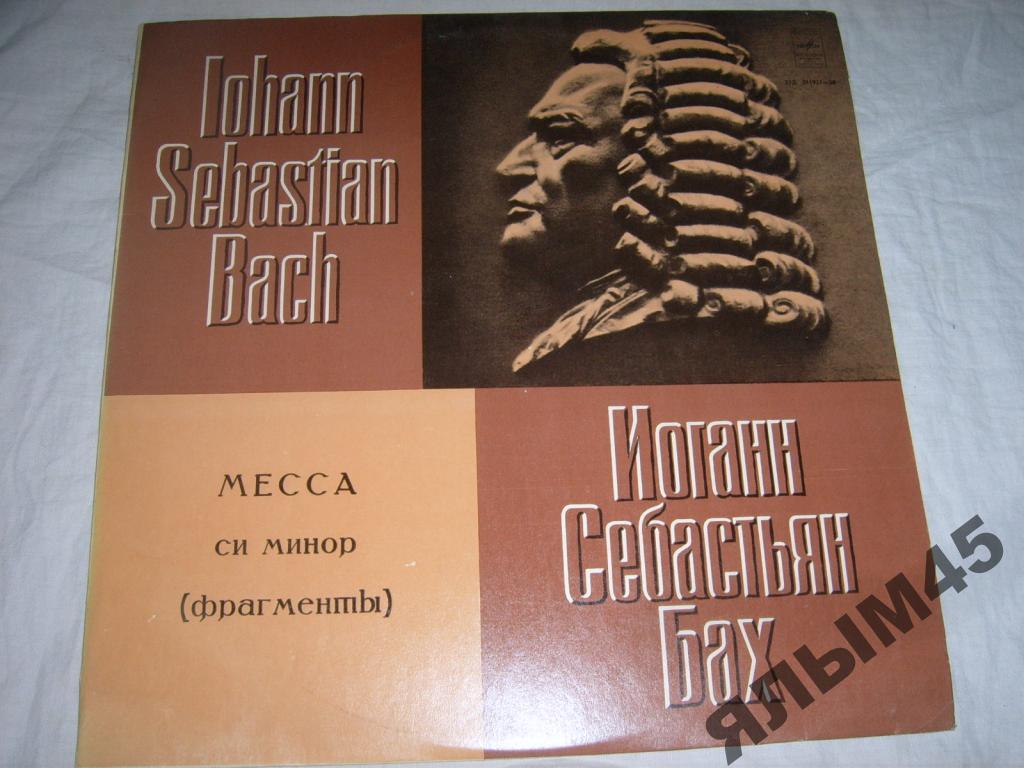 Iohann
Sebastian
Bach
МЕССА
СИ МИНОР
(фрагменты)
Иоганн
Себастьян
Бах
ЯЛЫМ45